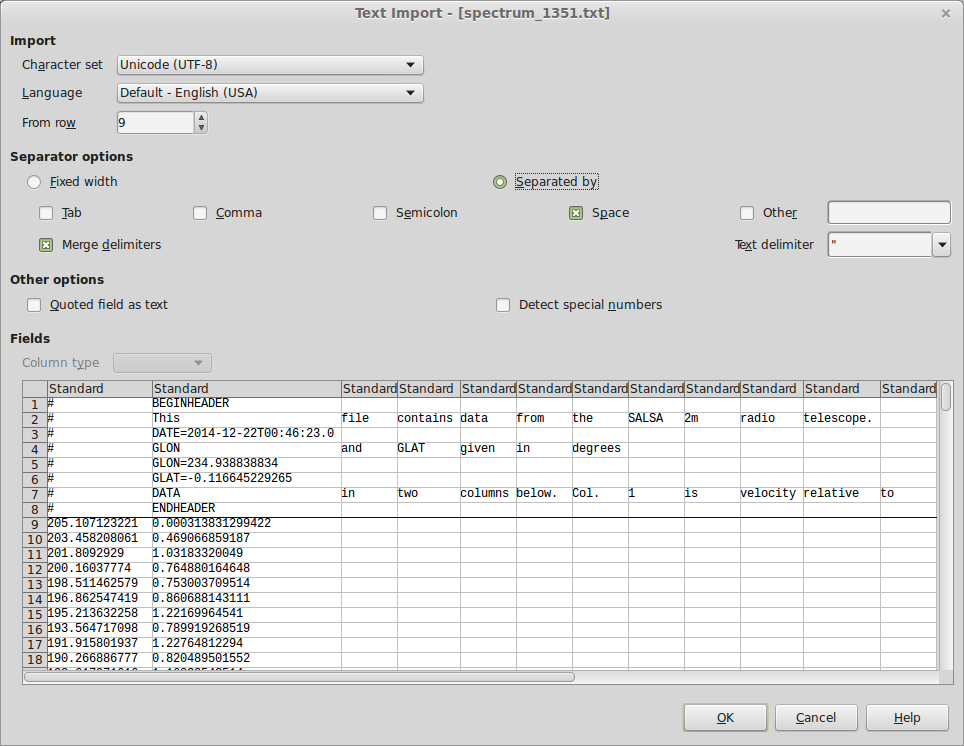 Text Import - [spectrum_1351.txt]
Import
Character set Unicode (UTF-8)
Language Default - English (USA)
From row 9
Separator options
Fixed width Separated by
Tab Comma Semicolon Space Other
Merge delimiters Text delimiter "
Other options
Quoted field as text Detect special numbers
Fields
Column type
Standard Standard Standard Standard Standard Standard Standard Standard Standard Standard Standard Standard
1 # BEGINHEADER
2 # This file contains data from the SALSA 2m radio telescope.
3 # DATE=2014-12-22T00:46:23.0
4 # GLON and GLAT given in degrees
5 # GLON=234.938838834
6 # GLAT=-0.116645229265
7 # DATA in two columns below. Col. 1 is velocity relative to
8 # ENDHEADER
9 205.107123221 0.000313831299422
10 203.458208061 0.469066859187
11 201.8092929 1.03183320049
12 200.16037774 0.764880164648
13 198.511462579 0.753003709514
14 196.862547419 0.860688143111
15 195.213632258 1.22169964541
16 193.564717098 0.789919268519
17 191.915801937 1.22764812294
18 190.266886777 0.820489501552
OK Cancel Help